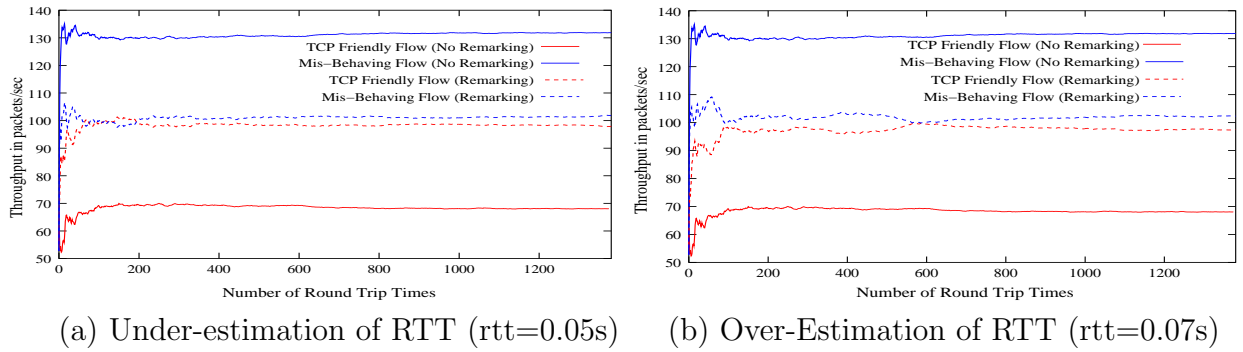 140
130
120
110
100
90
80
70
60
50
0
200
400
600
800
1000
1200
Throughput in packets/sec
Number of Round Trip Times
TCP Friendly Flow (No Remarking)
Mis−Behaving Flow (No Remarking)
TCP Friendly Flow (Remarking)
Mis−Behaving Flow (Remarking)
(a) Under-estimation of RTT (rtt=0.05s)
140
130
120
110
100
90
80
70
60
50
0
200
400
600
800
1000
1200
Throughput in packets/sec
Number of Round Trip Times
TCP Friendly Flow (No Remarking)
Mis−Behaving Flow (No Remarking)
TCP Friendly Flow (Remarking)
Mis−Behaving Flow (Remarking)
(b) Over-Estimation of RTT (rtt=0.07s)